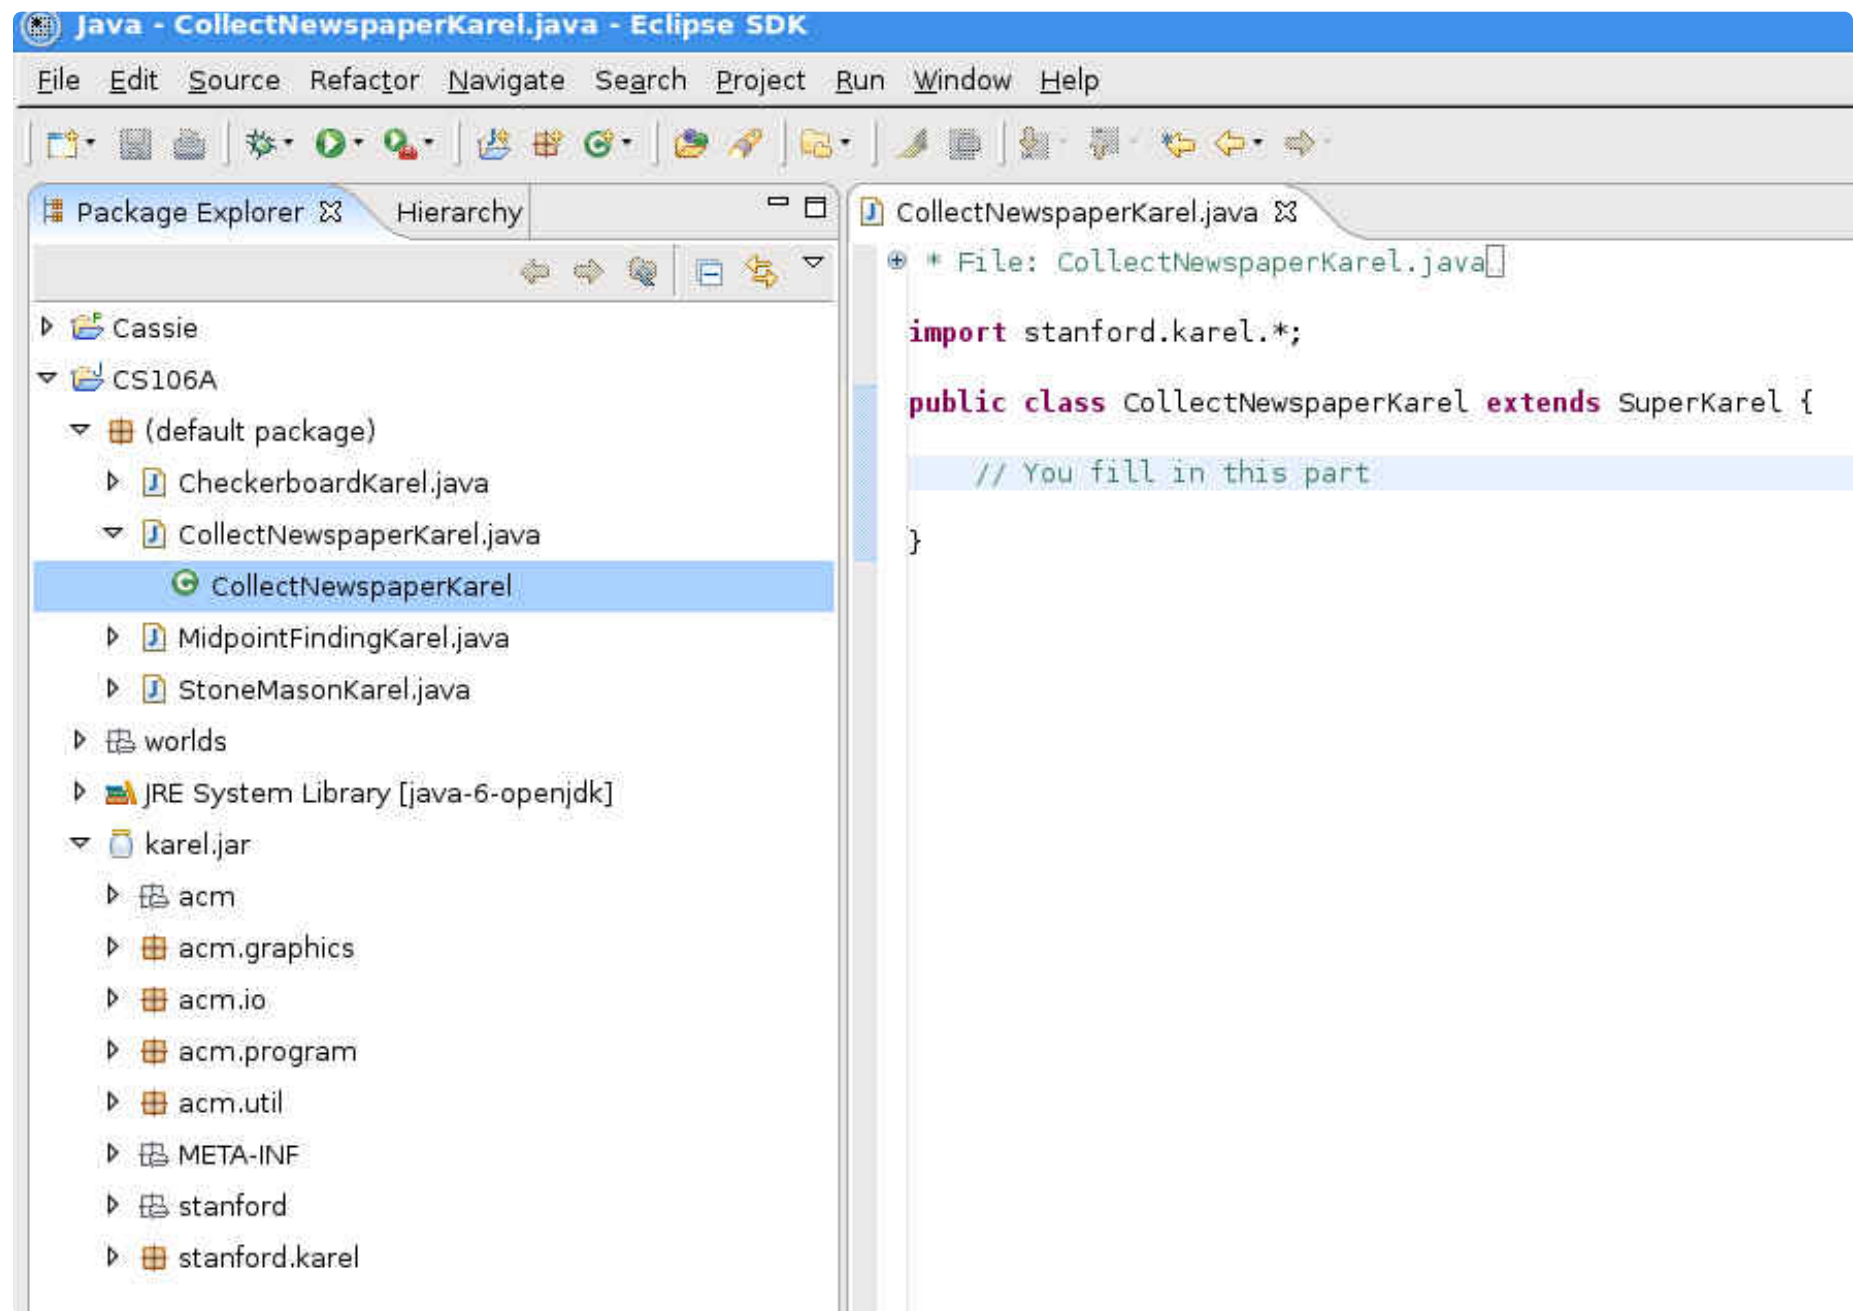 Java - CollectNewspaperKarel.java - Eclipse SDK
File Edit Source Refactor Navigate Search Project Run Window Help
Package Explorer Hierarchy
Cassie
CS106A
(default package)
CheckerboardKarel.java
CollectNewspaperKarel.java
CollectNewspaperKarel
MidpointFindingKarel.java
StoneMasonKarel.java
worlds
JRE System Library [java-6-openjdk]
karel.jar
acm
acm.graphics
acm.io
acm.program
acm.util
META-INF
stanford
stanford.karel
CollectNewspaperKarel.java
* File: CollectNewspaperKarel.java
import stanford.karel.*;
public class CollectNewspaperKarel extends SuperKarel {
// You fill in this part
}